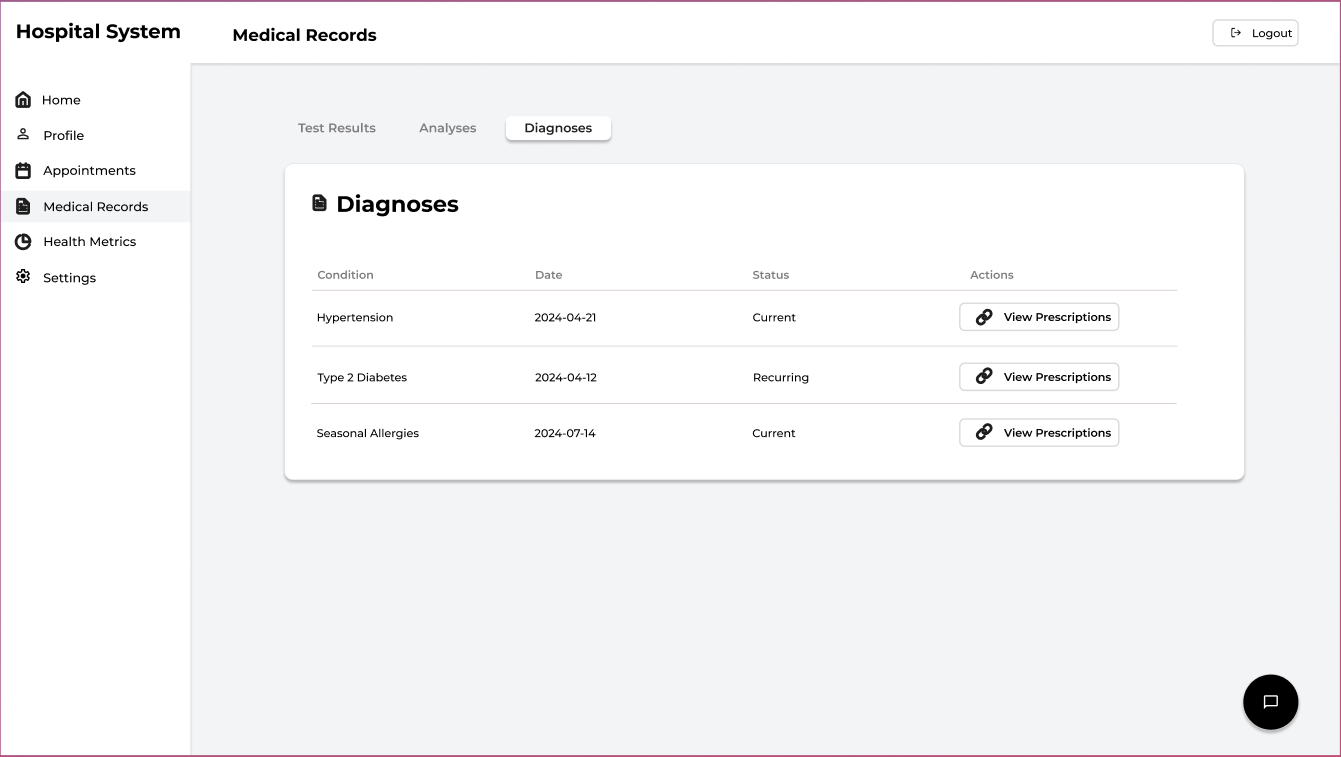 Hospital System
Medical Records
Logout
Home
Profile
Appointments
Medical Records
Health Metrics
Settings
Test Results Analyses Diagnoses
Diagnoses
Condition Date Status Actions
Hypertension 2024-04-21 Current View Prescriptions
Type 2 Diabetes 2024-04-12 Recurring View Prescriptions
Seasonal Allergies 2024-07-14 Current View Prescriptions